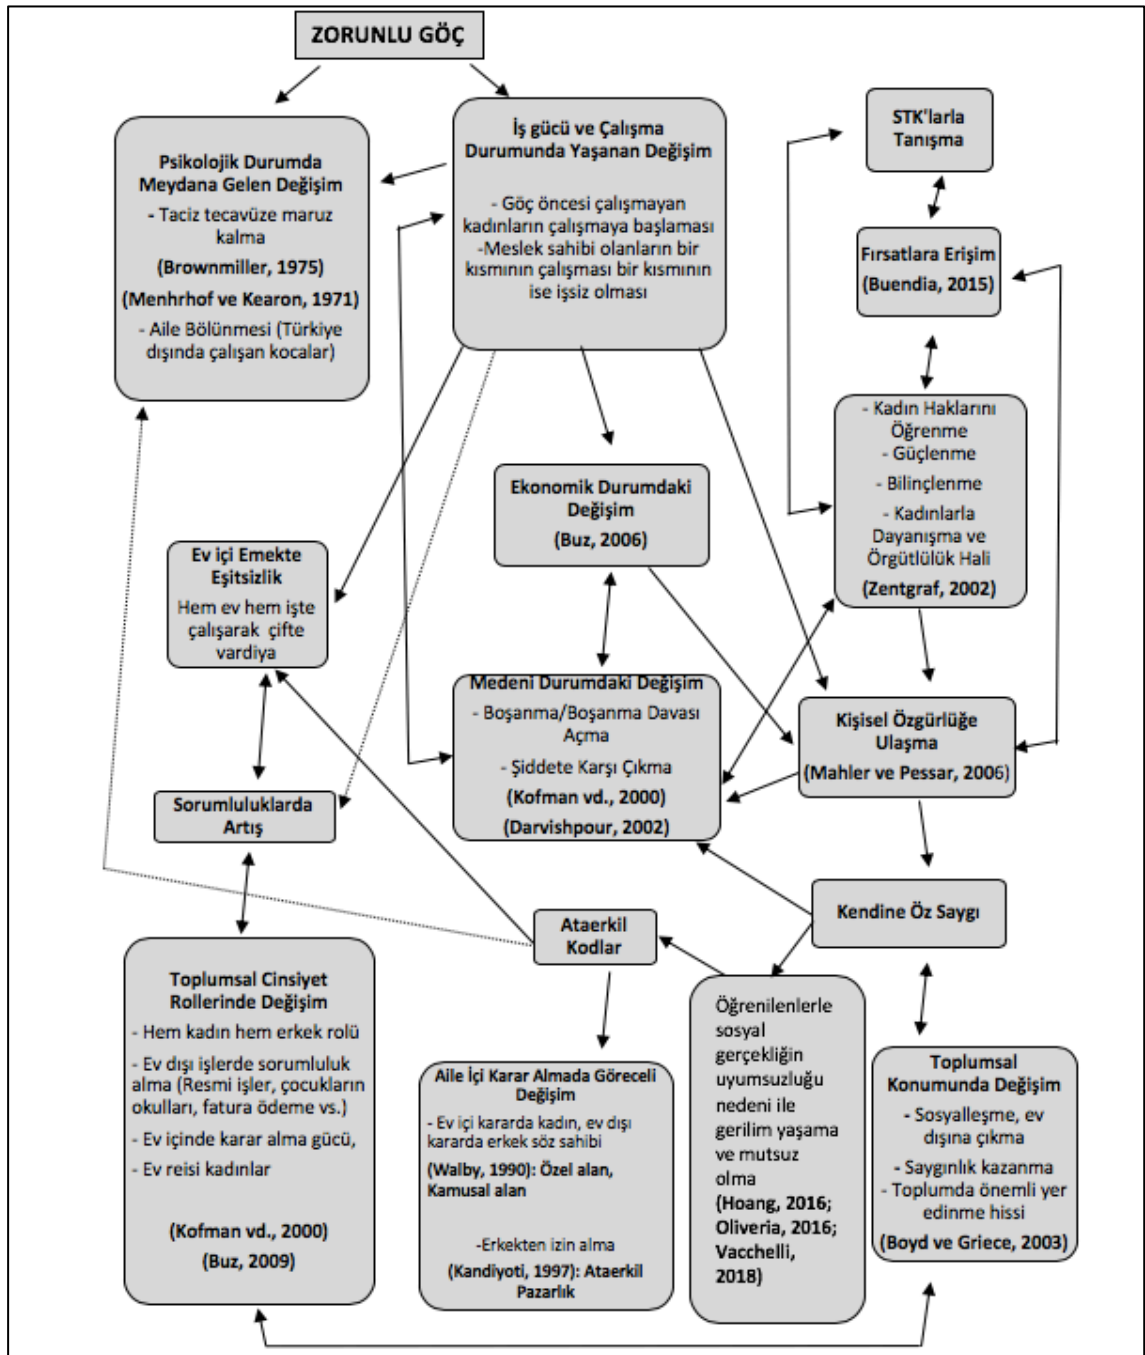 ZORUNLU GÖÇ
Psikolojik Durumda
Meydana Gelen Değişim
- Taciz tecavüze maruz
kalma
(Brownmiller, 1975)
(Menhrhof ve Kearon, 1971)
- Aile Bölünmesi (Türkiye
dışında çalışan kocalar)
İş gücü ve Çalışma
Durumunda Yaşanan Değişim
- Göç öncesi çalışmayan
kadınların çalışmaya başlaması
-Meslek sahibi olanların bir
kısmının çalışması bir kısmının
ise işsiz olması
STK'larla
Tanışma
Fırsatlara Erişim
(Buendia, 2015)
- Kadın Haklarını
Öğrenme
- Güçlenme
- Bilinçlenme
- Kadınlarla
Dayanışma ve
Örgütlülük Hali
(Zentgraf, 2002)
Ekonomik Durumdaki
Değişim
(Buz, 2006)
Ev içi Emekte
Eşitsizlik
Hem ev hem işte
çalışarak çifte
vardiya
Medeni Durumdaki Değişim
- Boşanma/Boşanma Davası
Açma
- Şiddete Karşı Çıkma
(Kofman vd., 2000)
(Darvishpour, 2002)
Kişisel Özgürlüğe
Ulaşma
(Mahler ve Pessar, 2006)
Sorumluluklarda
Artış
Kendine Öz Saygı
Ataerkil
Kodlar
Toplumsal Cinsiyet
Rollerinde Değişim
- Hem kadın hem erkek rolü
- Ev dışı işlerde sorumluluk
alma (Resmi işler, çocukların
okulları, fatura ödeme vs.)
- Ev içinde karar alma gücü,
- Ev reisi kadınlar
(Kofman vd., 2000)
(Buz, 2009)
Aile İçi Karar Almada Göreceli
Değişim
- Ev içi kararda kadın, ev dışı
kararda erkek söz sahibi
(Walby, 1990): Özel alan,
Kamusal alan
-Erkekten izin alma
(Kandiyoti, 1997): Ataerkil
Pazarlık
Öğrenilenlerle
sosyal
gerçekliğin
uyumsuzluğu
nedeni ile
gerilim yaşama
ve mutsuz
olma
(Hoang, 2016;
Oliveria, 2016;
Vacchelli,
2018)
Toplumsal
Konumunda Değişim
- Sosyalleşme, ev
dışına çıkma
- Saygınlık kazanma
- Toplumda önemli yer
edinme hissi
(Boyd ve Griece, 2003)